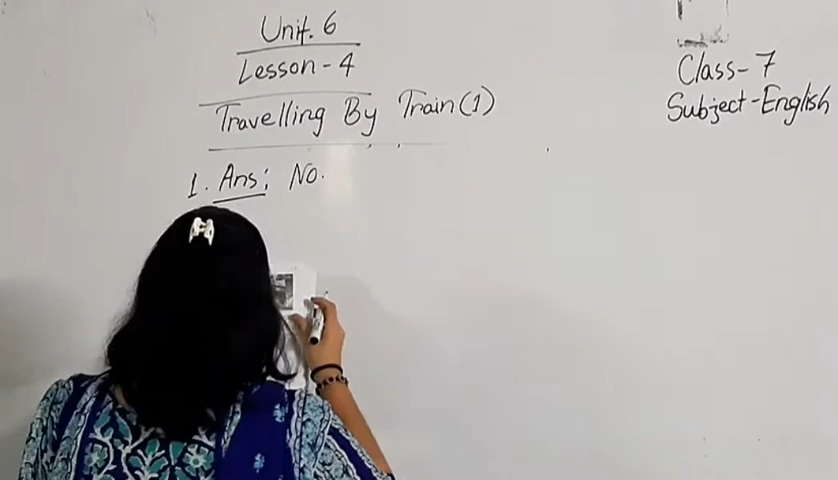 Unit. 6
Lesson - 4
Travelling By Train (1)
Class - 7
Subject - English
1. Ans: No.